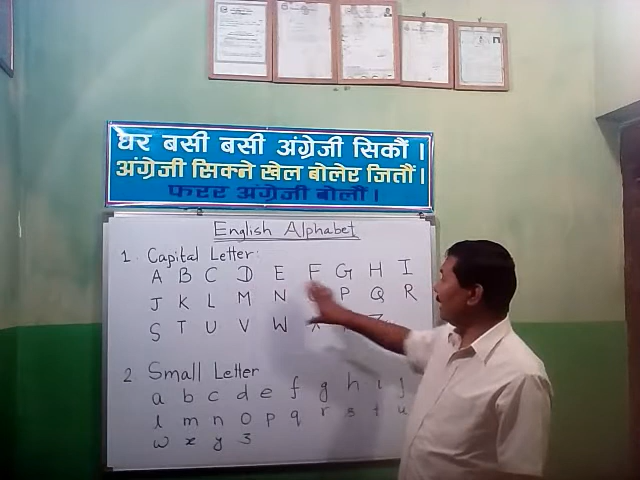 घर बसी बसी अंग्रेजी सिकौं ।
अंग्रेजी सिक्ने खेल बोलेर जितौं ।
फरर अंग्रेजी बोलौं ।
English Alphabet
1. Capital Letter:
A B C D E F G H I
J K L M N P Q R
S T U V W X Y Z
2 Small Letter
a b c d e f g h i j
l m n o p q r s t u
w x y z